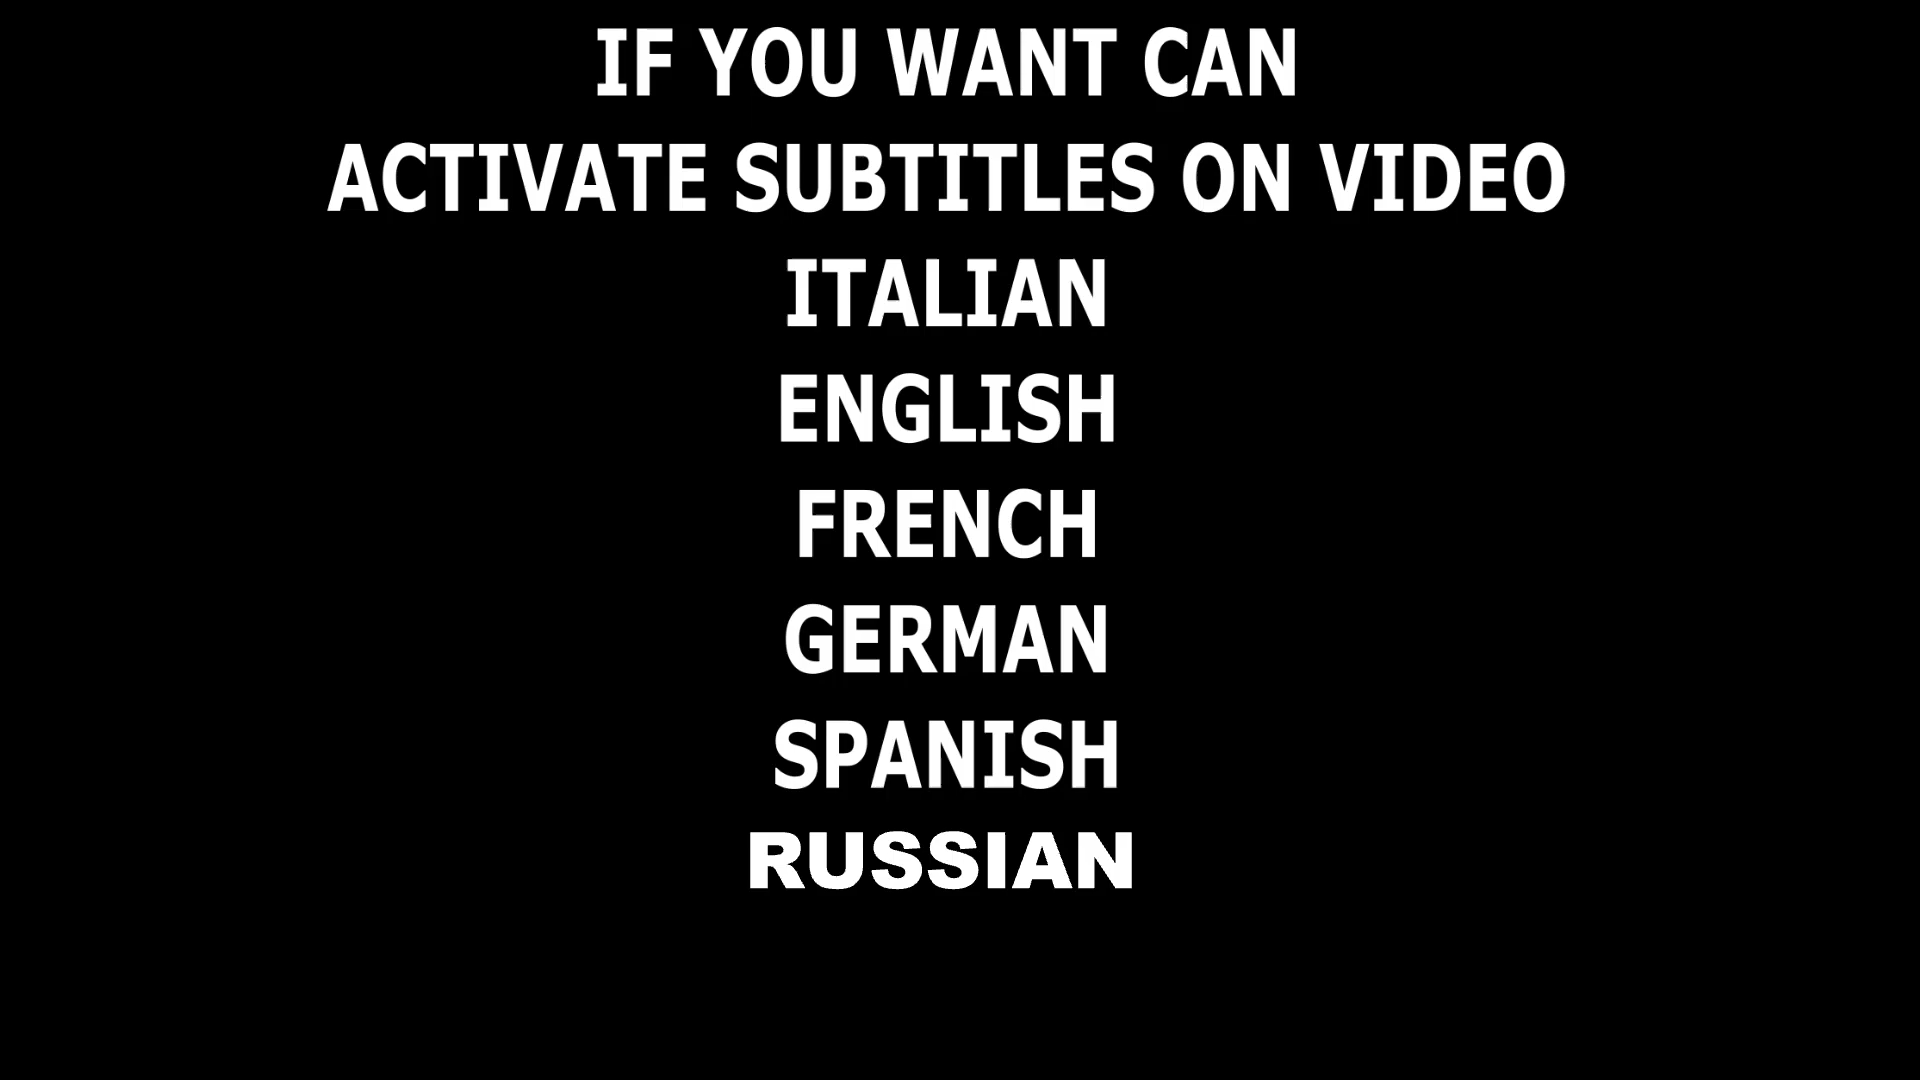 IF YOU WANT CAN
ACTIVATE SUBTITLES ON VIDEO
ITALIAN
ENGLISH
FRENCH
GERMAN
SPANISH
RUSSIAN